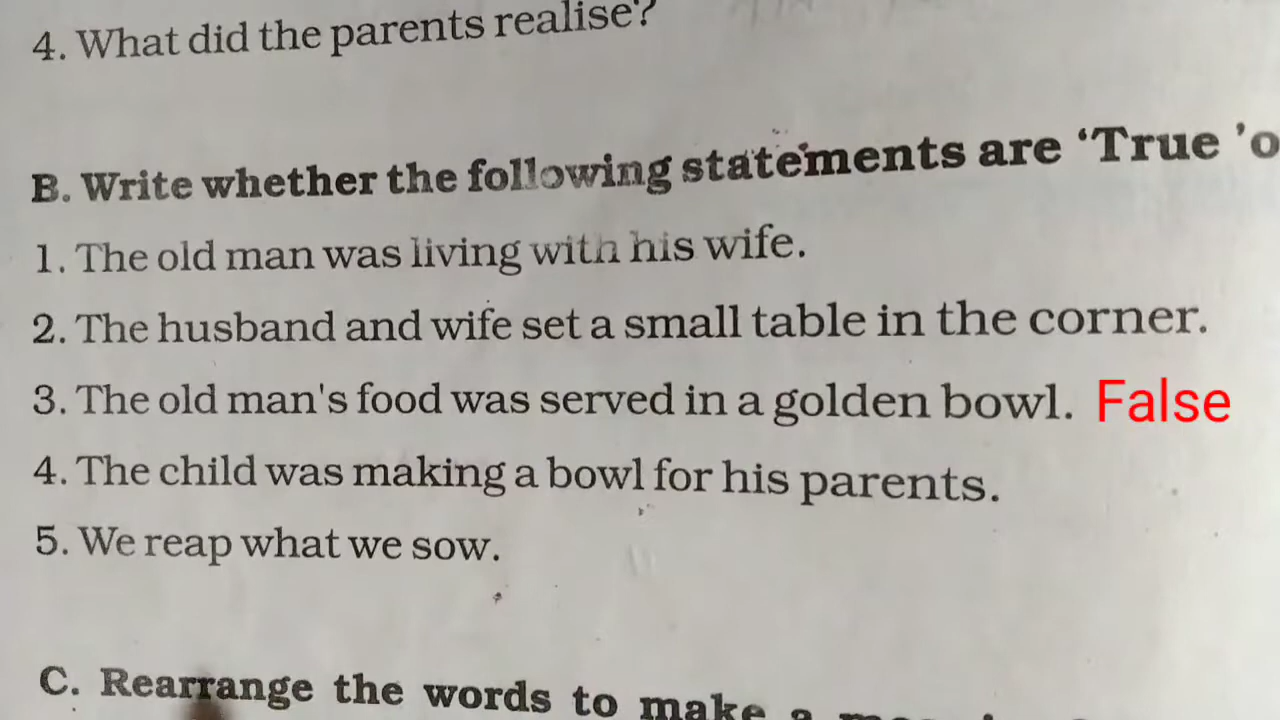 4. What did the parents realise?
B. Write whether the following statements are ‘True ’o
1. The old man was living with his wife.
2. The husband and wife set a small table in the corner.
3. The old man's food was served in a golden bowl. False
4. The child was making a bowl for his parents.
5. We reap what we sow.
C. Rearrange the words to make a